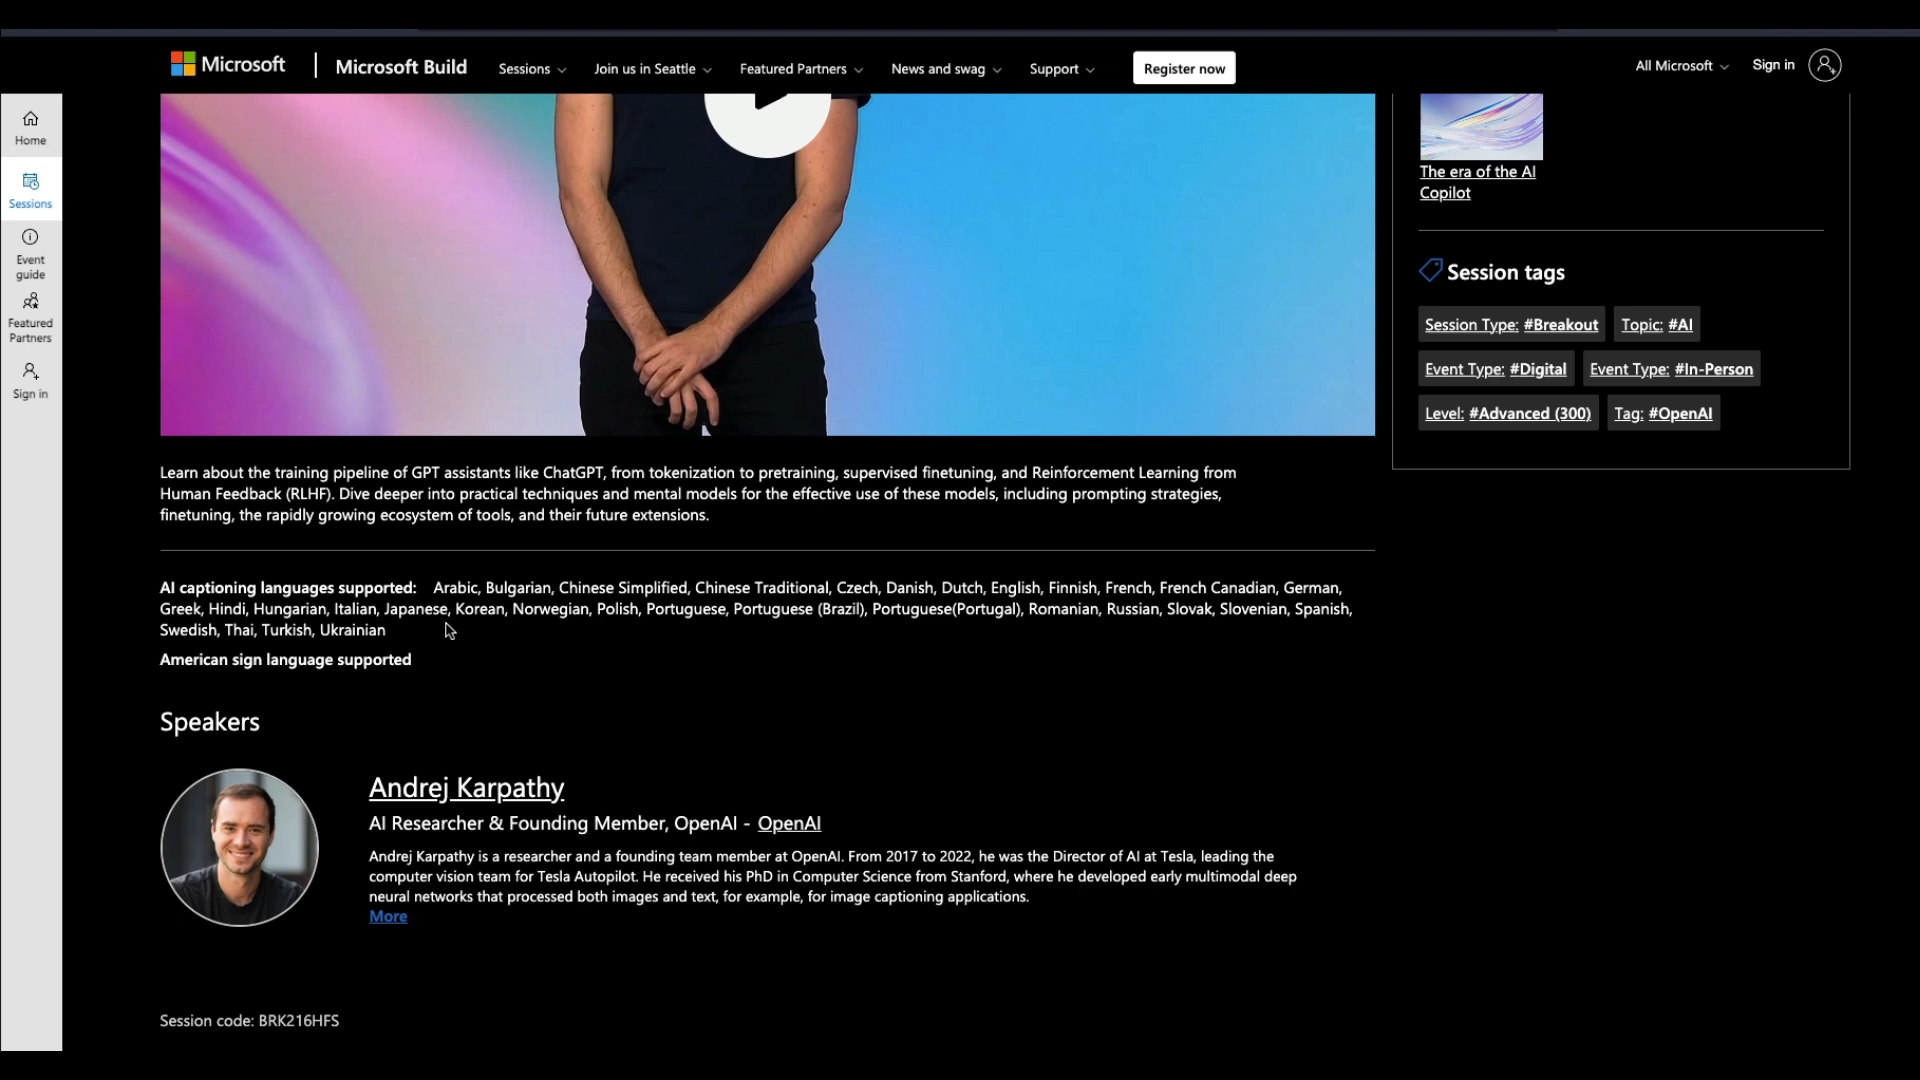 Microsoft
Microsoft Build
Sessions
Join us in Seattle
Featured Partners
News and swag
Support
Register now
All Microsoft
Sign in
Home
Sessions
Event
guide
Featured
Partners
Sign in
The era of the AI
Copilot
Session tags
Session Type: #Breakout
Topic: #AI
Event Type: #Digital
Event Type: #In-Person
Level: #Advanced (300)
Tag: #OpenAI
Learn about the training pipeline of GPT assistants like ChatGPT, from tokenization to pretraining, supervised finetuning, and Reinforcement Learning from
Human Feedback (RLHF). Dive deeper into practical techniques and mental models for the effective use of these models, including prompting strategies,
finetuning, the rapidly growing ecosystem of tools, and their future extensions.
AI captioning languages supported: Arabic, Bulgarian, Chinese Simplified, Chinese Traditional, Czech, Danish, Dutch, English, Finnish, French, French Canadian, German,
Greek, Hindi, Hungarian, Italian, Japanese, Korean, Norwegian, Polish, Portuguese, Portuguese (Brazil), Portuguese(Portugal), Romanian, Russian, Slovak, Slovenian, Spanish,
Swedish, Thai, Turkish, Ukrainian
American sign language supported
Speakers
Andrej Karpathy
AI Researcher & Founding Member, OpenAI - OpenAI
Andrej Karpathy is a researcher and a founding team member at OpenAI. From 2017 to 2022, he was the Director of AI at Tesla, leading the
computer vision team for Tesla Autopilot. He received his PhD in Computer Science from Stanford, where he developed early multimodal deep
neural networks that processed both images and text, for example, for image captioning applications.
More
Session code: BRK216HFS